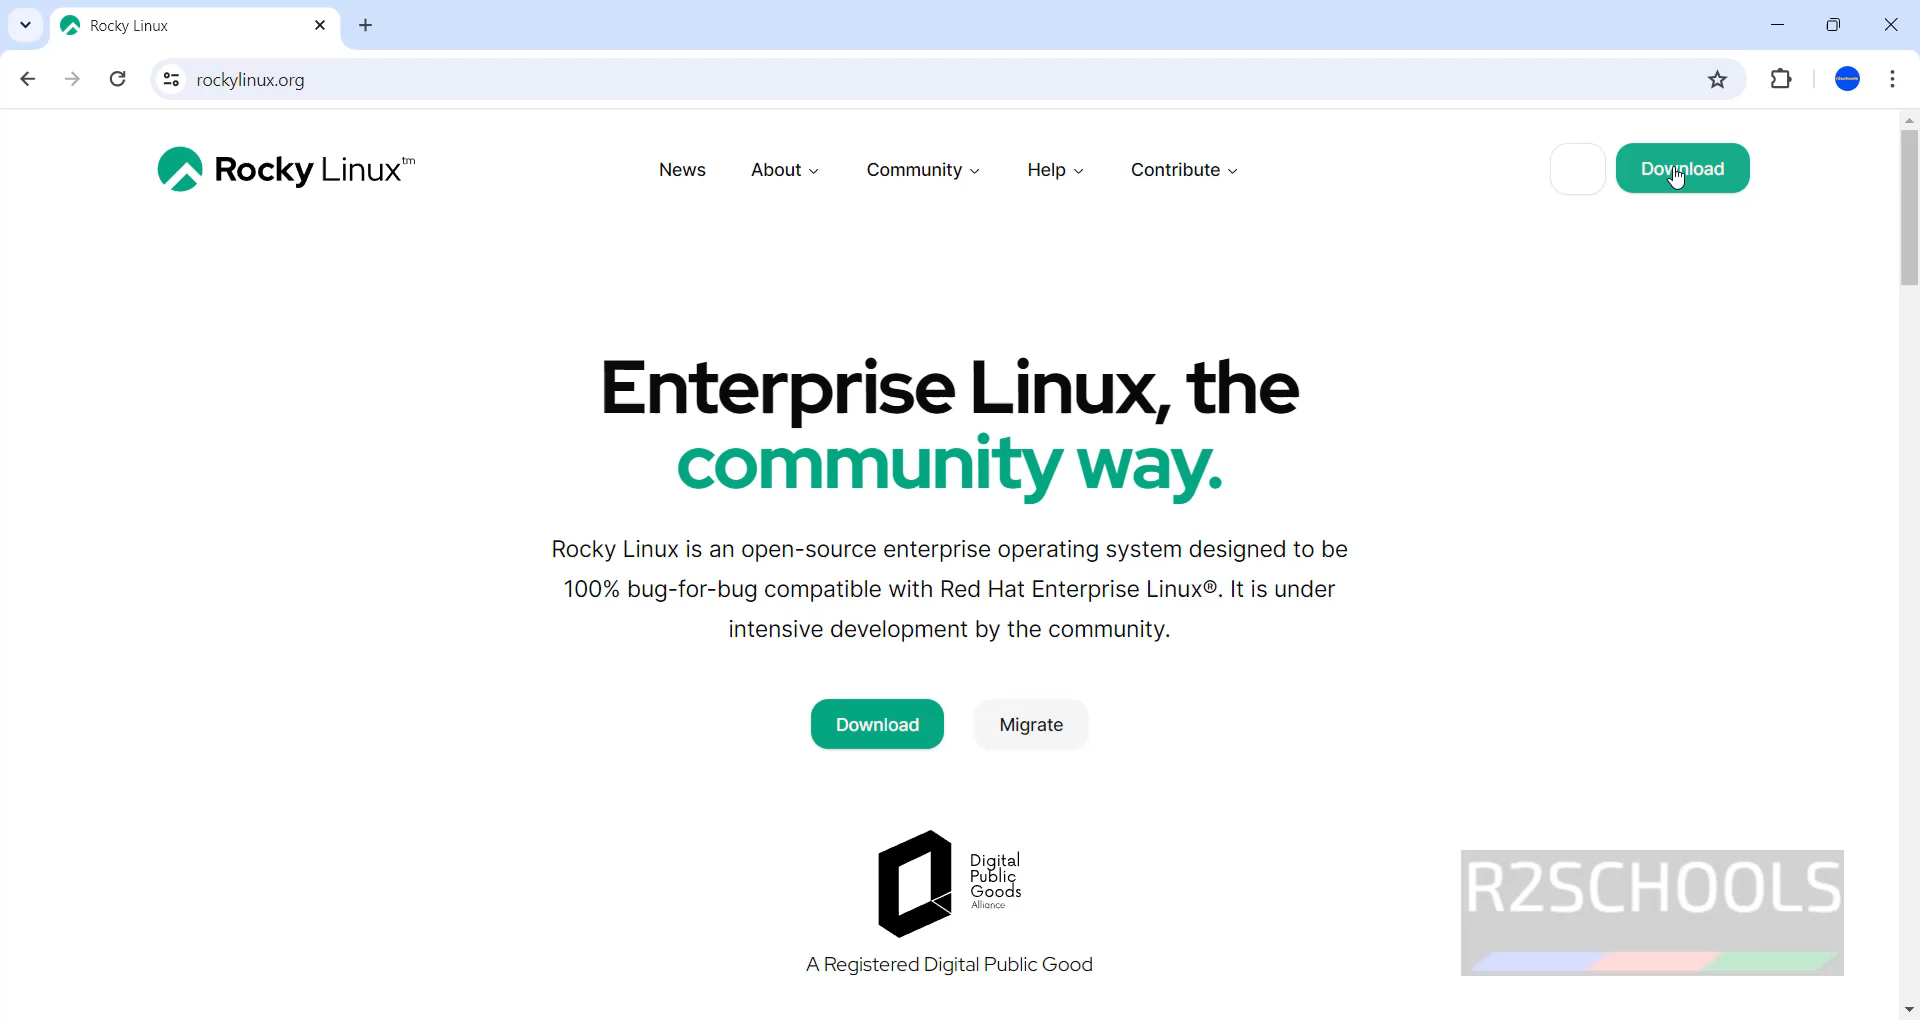 Rocky Linux
rockylinux.org
Rocky Linux™
News
About
Community
Help
Contribute
Download
Enterprise Linux, the
community way.
Rocky Linux is an open-source enterprise operating system designed to be
100% bug-for-bug compatible with Red Hat Enterprise Linux®. It is under
intensive development by the community.
Download
Migrate
Digital
Public
Goods
Alliance
A Registered Digital Public Good
R2SCHOOLS